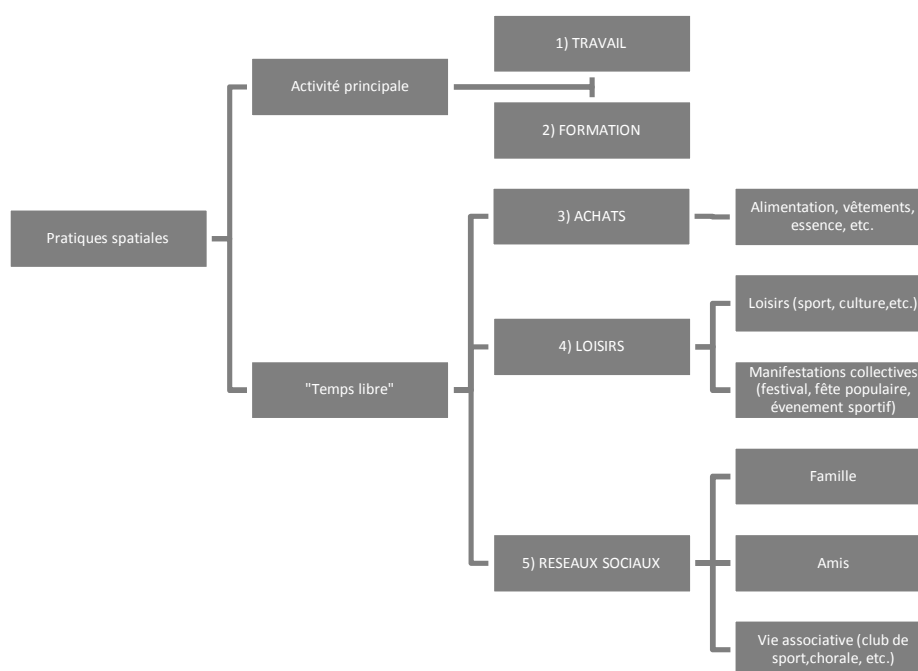 Pratiques spatiales
Activité principale
1) TRAVAIL
2) FORMATION
"Temps libre"
3) ACHATS
Alimentation, vêtements,
essence, etc.
4) LOISIRS
Loisirs (sport, culture,etc.)
Manifestations collectives
(festival, fête populaire,
évenement sportif)
5) RESEAUX SOCIAUX
Famille
Amis
Vie associative (club de
sport,chorale, etc.)